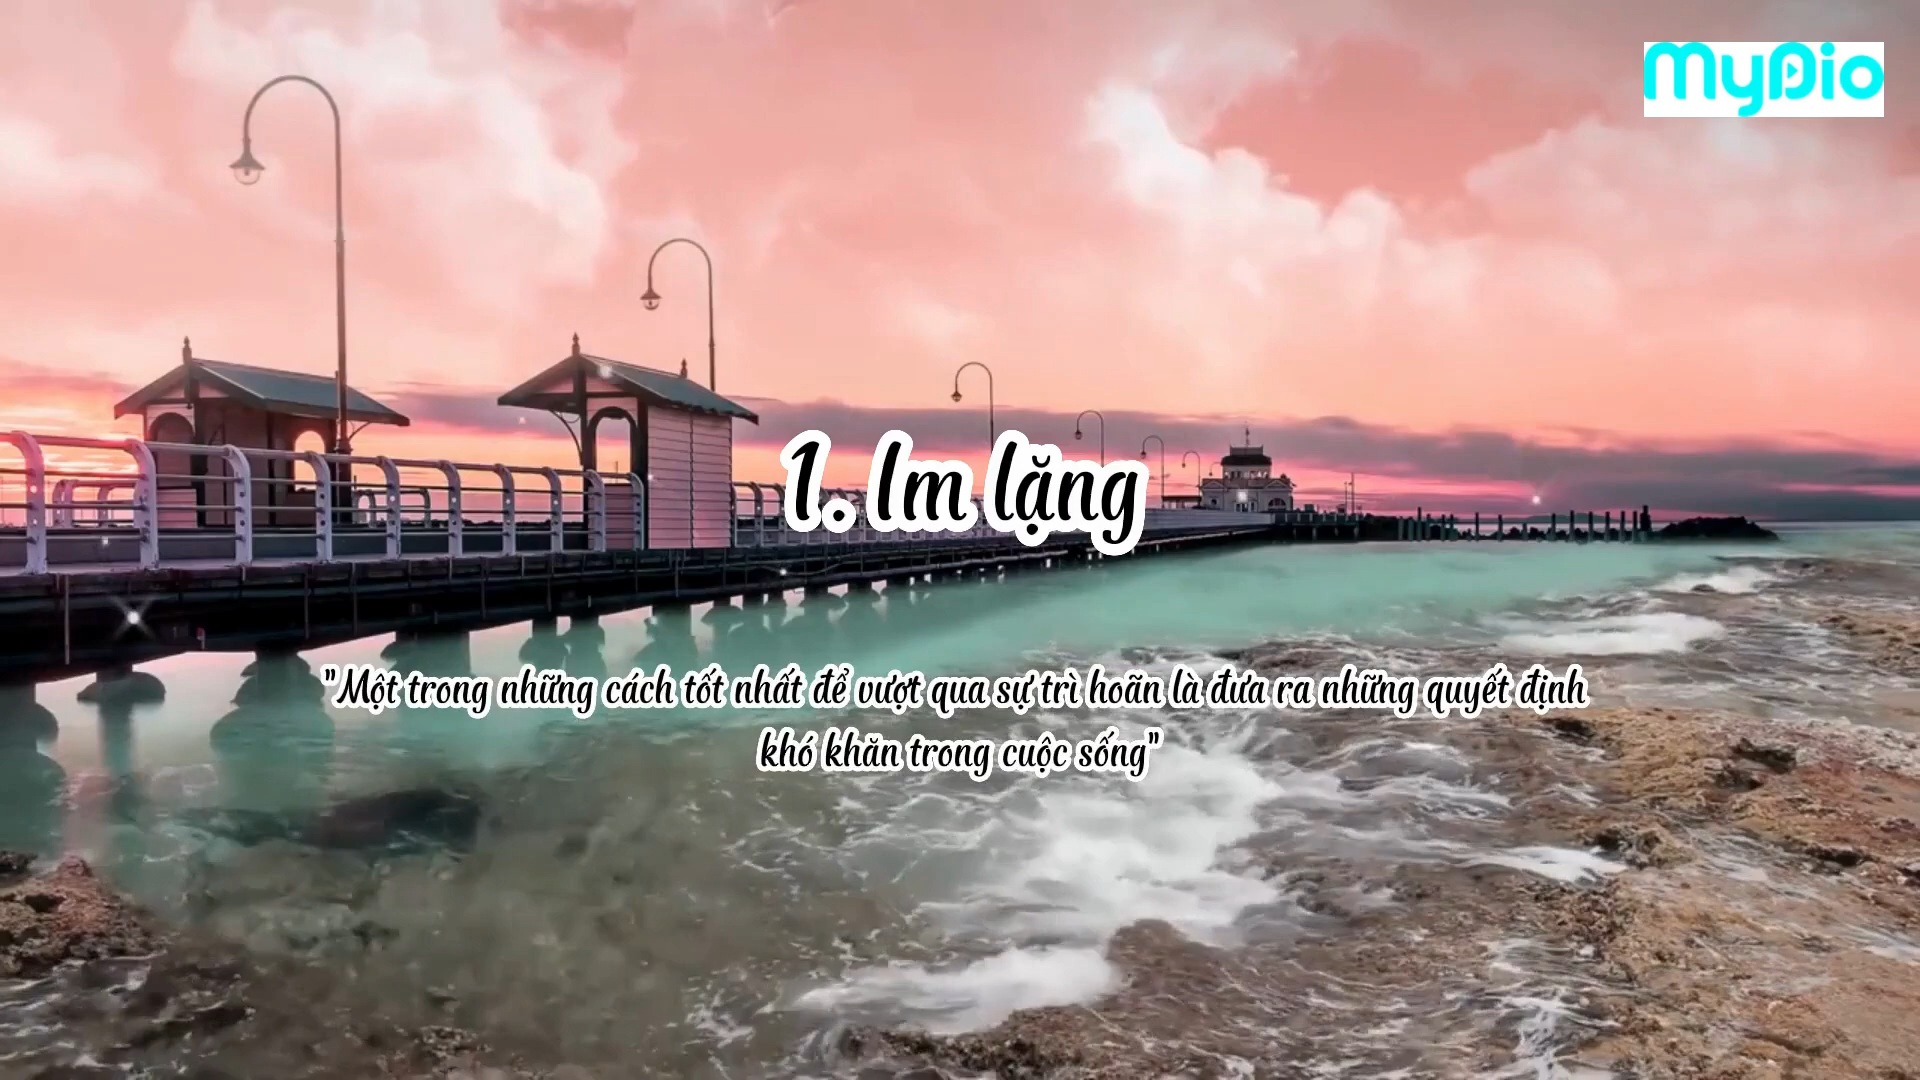 MyDio
1. Im lặng
"Một trong những cách tốt nhất để vượt qua sự trì hoãn là đưa ra những quyết định
khó khăn trong cuộc sống"